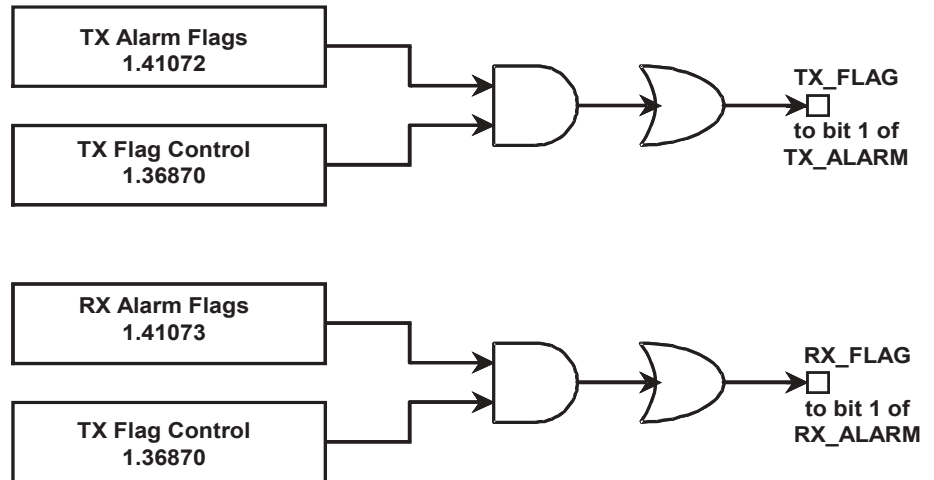 TX Alarm Flags
1.41072
TX Flag Control
1.36870
TX_FLAG
to bit 1 of
TX_ALARM
RX Alarm Flags
1.41073
TX Flag Control
1.36870
RX_FLAG
to bit 1 of
RX_ALARM